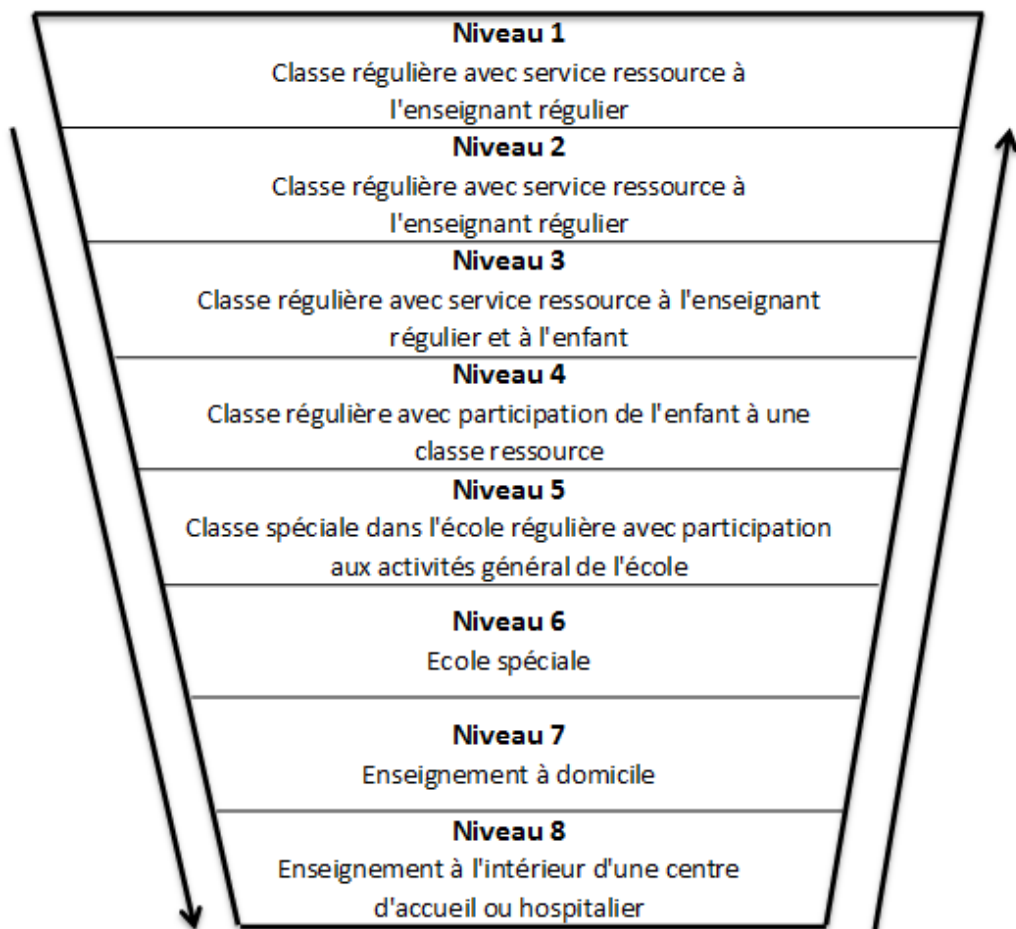 Niveau 1
Classe régulière avec service ressource à
l'enseignant régulier
Niveau 2
Classe régulière avec service ressource à
l'enseignant régulier
Niveau 3
Classe régulière avec service ressource à l'enseignant
régulier et à l'enfant
Niveau 4
Classe régulière avec participation de l'enfant à une
classe ressource
Niveau 5
Classe spéciale dans l'école régulière avec participation
aux activités général de l'école
Niveau 6
Ecole spéciale
Niveau 7
Enseignement à domicile
Niveau 8
Enseignement à l'intérieur d'une centre
d'accueil ou hospitalier